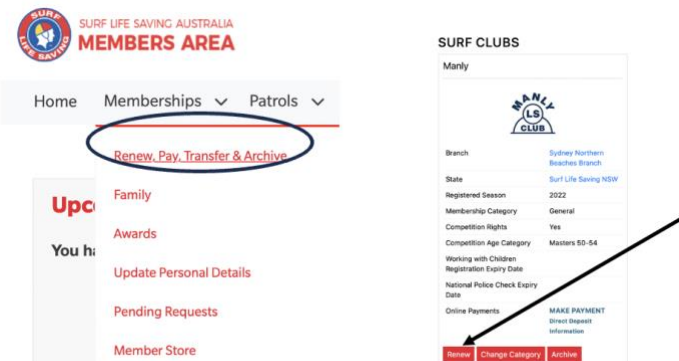 SURF LIFE SAVING
SURF LIFE SAVING AUSTRALIA
MEMBERS AREA
Home Memberships Patrols
Renew, Pay, Transfer & Archive
Family
Awards
Update Personal Details
Pending Requests
Member Store
Upc
You ha
SURF CLUBS
Manly
MANLY
LS
CLUB
Branch Sydney Northern
Beaches Branch
State Surf Life Saving NSW
Registered Season 2022
Membership Category General
Competition Rights Yes
Competition Age Category Masters 50-54
Working with Children
Registration Expiry Date
National Police Check Expiry
Date
Online Payments MAKE PAYMENT
Direct Deposit
Information
Renew Change Category Archive